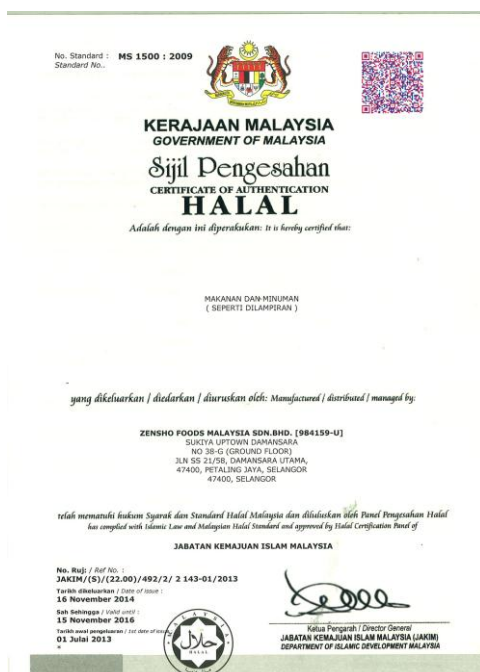 No. Standard : MS 1500 : 2009
Standard No..
KERAJAAN MALAYSIA
GOVERNMENT OF MALAYSIA
Sijil Pengesahan
CERTIFICATE OF AUTHENTICATION
HALAL
Adalah dengan ini diperakukan: It is hereby certified that:
MAKANAN DAN MINUMAN
( SEPERTI DILAMPIRAN )
yang dikeluarkan / diedarkan / diuruskan oleh: Manufactured / distributed / managed by:
ZENSHO FOODS MALAYSIA SDN.BHD. [984159-U]
SUKIYA UPTOWN DAMANSARA
NO 38-G (GROUND FLOOR)
JLN SS 21/58, DAMANSARA UTAMA,
47400, PETALING JAYA, SELANGOR
47400, SELANGOR
telah mematuhi hukum Syarak dan Standard Halal Malaysia dan diluluskan oleh Panel Pengesahan Halal
has complied with Islamic Law and Malaysian Halal Standard and approved by Halal Certification Panel of
JABATAN KEMAJUAN ISLAM MALAYSIA
No. Ruj: / Ref No. :
JAKIM/(S)/(22.00)/492/2/ 2 143-01/2013
Tarikh dikeluarkan / Date of Issue :
16 November 2014
Sah Sehingga / Valid until :
15 November 2016
Tarikh awal pengeluaran / 1st date of issue
01 Julai 2013
MALAYSIA
حلال
HALAL
Ketua Pengarah / Director General
JABATAN KEMAJUAN ISLAM MALAYSIA (JAKIM)
DEPARTMENT OF ISLAMIC DEVELOPMENT MALAYSIA